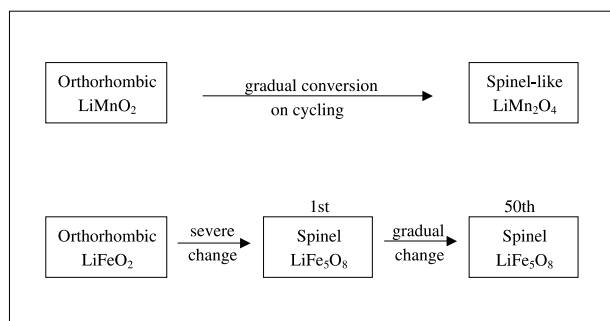 Orthorhombic
LiMnO₂
gradual conversion
on cycling
Spinel-like
LiMn₂O₄
Orthorhombic
LiFeO₂
severe
change
1st
Spinel
LiFe₅O₈
gradual
change
50th
Spinel
LiFe₅O₈